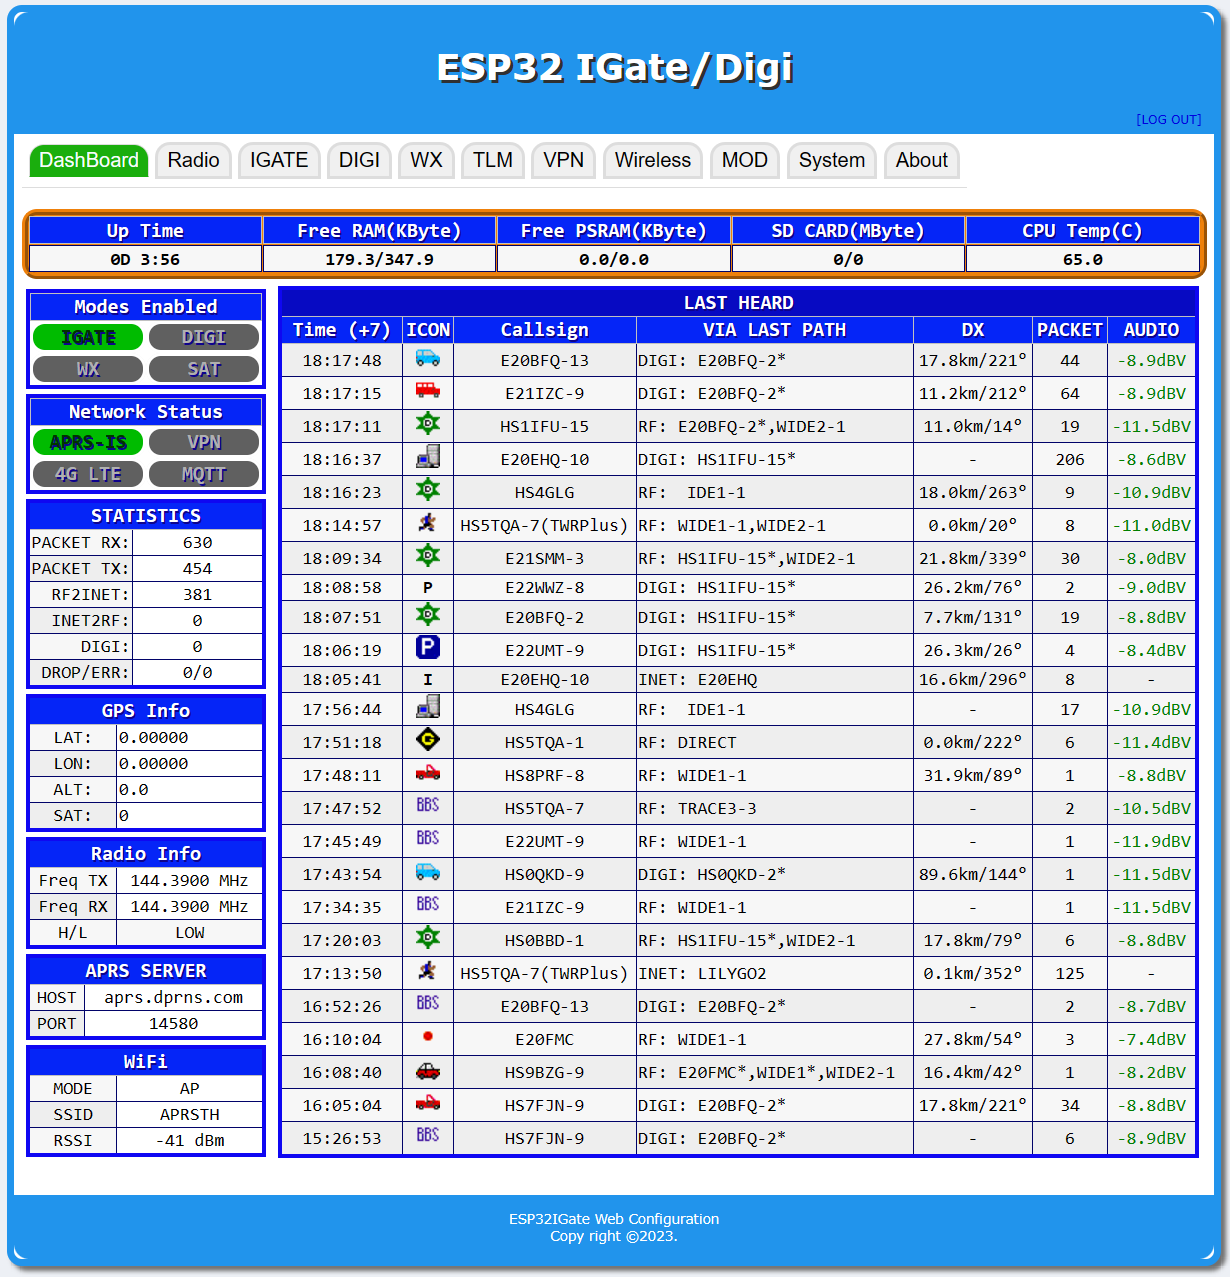 ESP32 IGate/Digi
[LOG OUT]
DashBoard Radio IGATE DIGI WX TLM VPN Wireless MOD System About
Up Time Free RAM(KByte) Free PSRAM(KByte) SD CARD(MByte) CPU Temp(C)
0D 3:56 179.3/347.9 0.0/0.0 0/0 65.0
Modes Enabled
IGATE DIGI
WX SAT
Network Status
APRS-IS VPN
4G LTE MQTT
STATISTICS
PACKET RX: 630
PACKET TX: 454
RF2INET: 381
INET2RF: 0
DIGI: 0
DROP/ERR: 0/0
GPS Info
LAT: 0.00000
LON: 0.00000
ALT: 0.0
SAT: 0
Radio Info
Freq TX 144.3900 MHz
Freq RX 144.3900 MHz
H/L LOW
APRS SERVER
HOST aprs.dprns.com
PORT 14580
WiFi
MODE AP
SSID APRSTH
RSSI -41 dBm
LAST HEARD
Time (+7) ICON Callsign VIA LAST PATH DX PACKET AUDIO
18:17:48 E20BFQ-13 DIGI: E20BFQ-2* 17.8km/221° 44 -8.9dBV
18:17:15 E21IZC-9 DIGI: E20BFQ-2* 11.2km/212° 64 -8.9dBV
18:17:11 D HS1IFU-15 RF: E20BFQ-2*,WIDE2-1 11.0km/14° 19 -11.5dBV
18:16:37 E20EHQ-10 DIGI: HS1IFU-15* - 206 -8.6dBV
18:16:23 D HS4GLG RF: IDE1-1 18.0km/263° 9 -10.9dBV
18:14:57 HS5TQA-7(TWRPlus) RF: WIDE1-1,WIDE2-1 0.0km/20° 8 -11.0dBV
18:09:34 D E21SMM-3 RF: HS1IFU-15*,WIDE2-1 21.8km/339° 30 -8.0dBV
18:08:58 P E22WWZ-8 DIGI: HS1IFU-15* 26.2km/76° 2 -9.0dBV
18:07:51 D E20BFQ-2 DIGI: HS1IFU-15* 7.7km/131° 19 -8.8dBV
18:06:19 P E22UMT-9 DIGI: HS1IFU-15* 26.3km/26° 4 -8.4dBV
18:05:41 I E20EHQ-10 INET: E20EHQ 16.6km/296° 8 -
17:56:44 HS4GLG RF: IDE1-1 - 17 -10.9dBV
17:51:18 G HS5TQA-1 RF: DIRECT 0.0km/222° 6 -11.4dBV
17:48:11 HS8PRF-8 RF: WIDE1-1 31.9km/89° 1 -8.8dBV
17:47:52 BBS HS5TQA-7 RF: TRACE3-3 - 2 -10.5dBV
17:45:49 BBS E22UMT-9 RF: WIDE1-1 - 1 -11.9dBV
17:43:54 HS0QKD-9 DIGI: HS0QKD-2* 89.6km/144° 1 -11.5dBV
17:34:35 BBS E21IZC-9 RF: WIDE1-1 - 1 -11.5dBV
17:20:03 D HS0BBD-1 RF: HS1IFU-15*,WIDE2-1 17.8km/79° 6 -8.8dBV
17:13:50 HS5TQA-7(TWRPlus) INET: LILYGO2 0.1km/352° 125 -
16:52:26 BBS E20BFQ-13 DIGI: E20BFQ-2* - 2 -8.7dBV
16:10:04 E20FMC RF: WIDE1-1 27.8km/54° 3 -7.4dBV
16:08:40 HS9BZG-9 RF: E20FMC*,WIDE1*,WIDE2-1 16.4km/42° 1 -8.2dBV
16:05:04 HS7FJN-9 DIGI: E20BFQ-2* 17.8km/221° 34 -8.8dBV
15:26:53 BBS HS7FJN-9 DIGI: E20BFQ-2* - 6 -8.9dBV
ESP32IGate Web Configuration
Copy right ©2023.